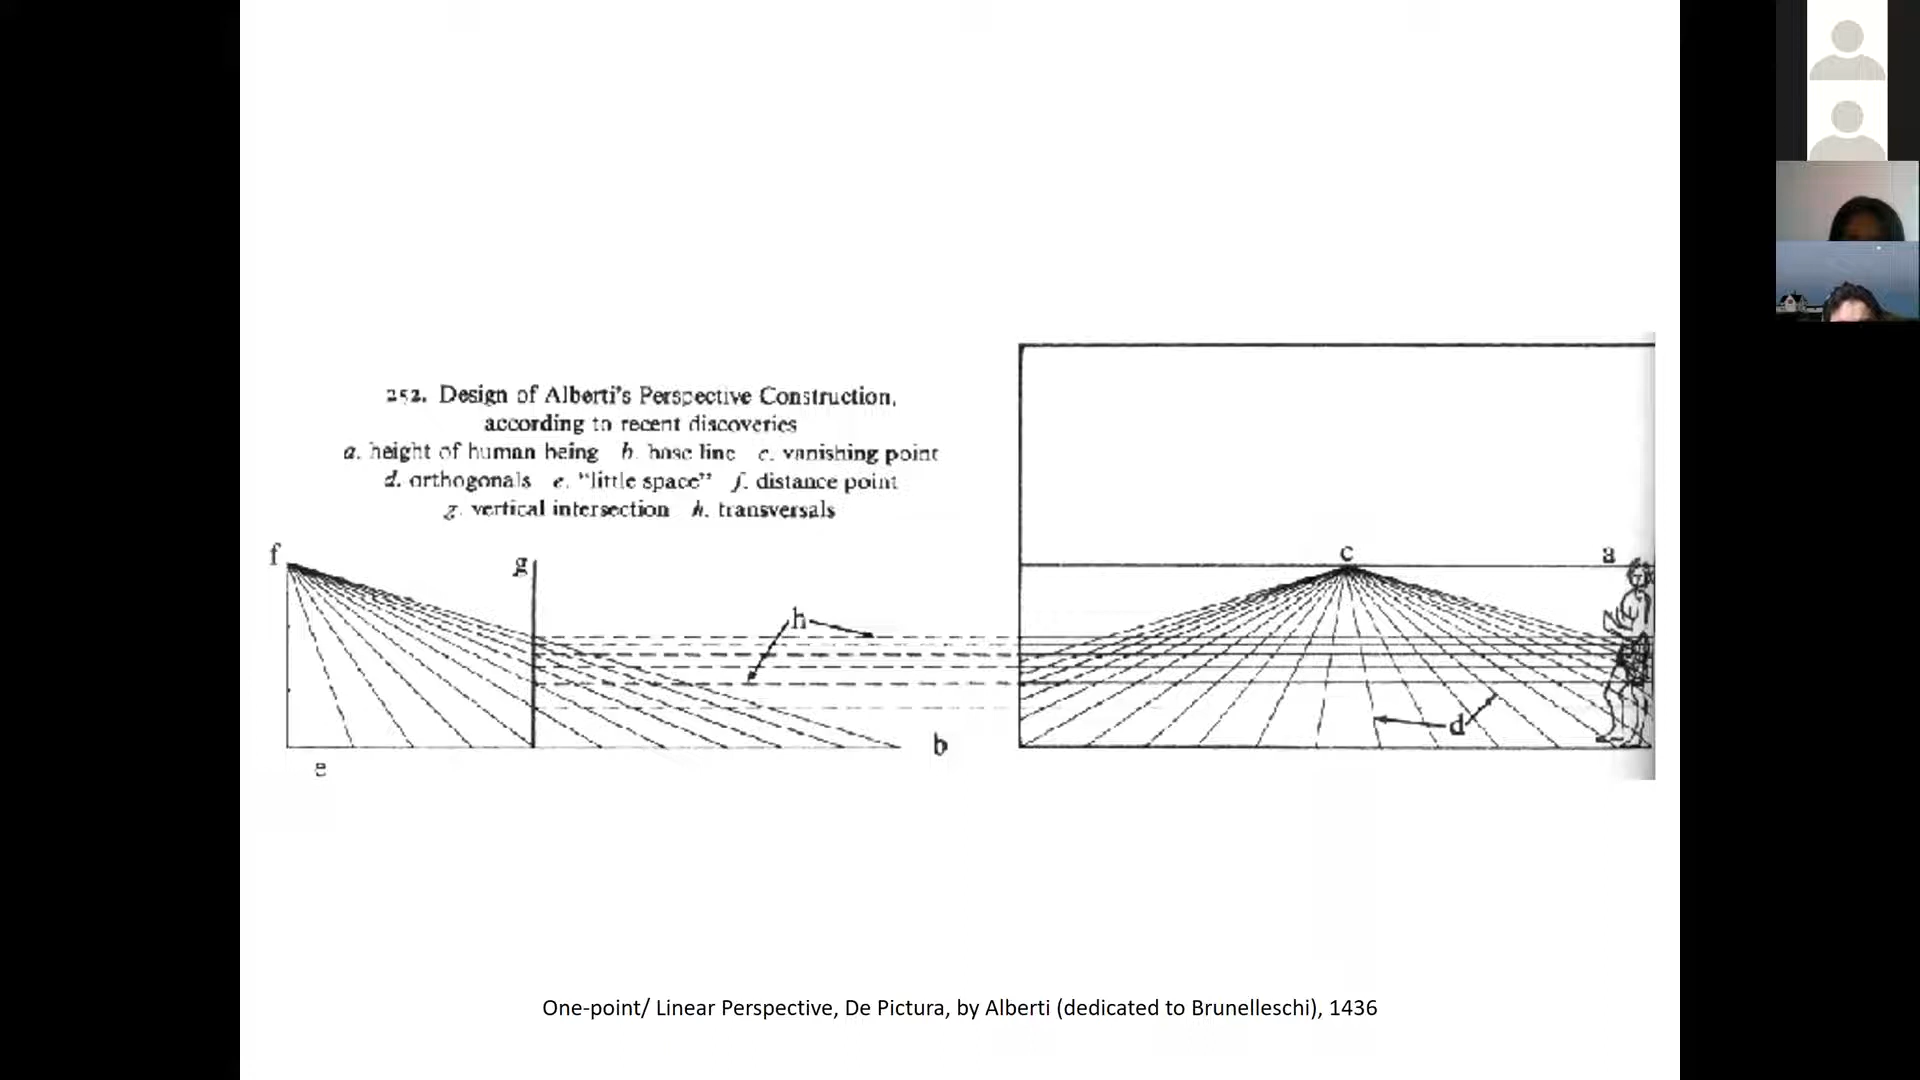 252. Design of Alberti's Perspective Construction,
according to recent discoveries
a. height of human being b. base line c. vanishing point
d. orthogonals e. "little space" f. distance point
g. vertical intersection h. transversals
f
g
h
c
a
d
b
e
One-point/ Linear Perspective, De Pictura, by Alberti (dedicated to Brunelleschi), 1436